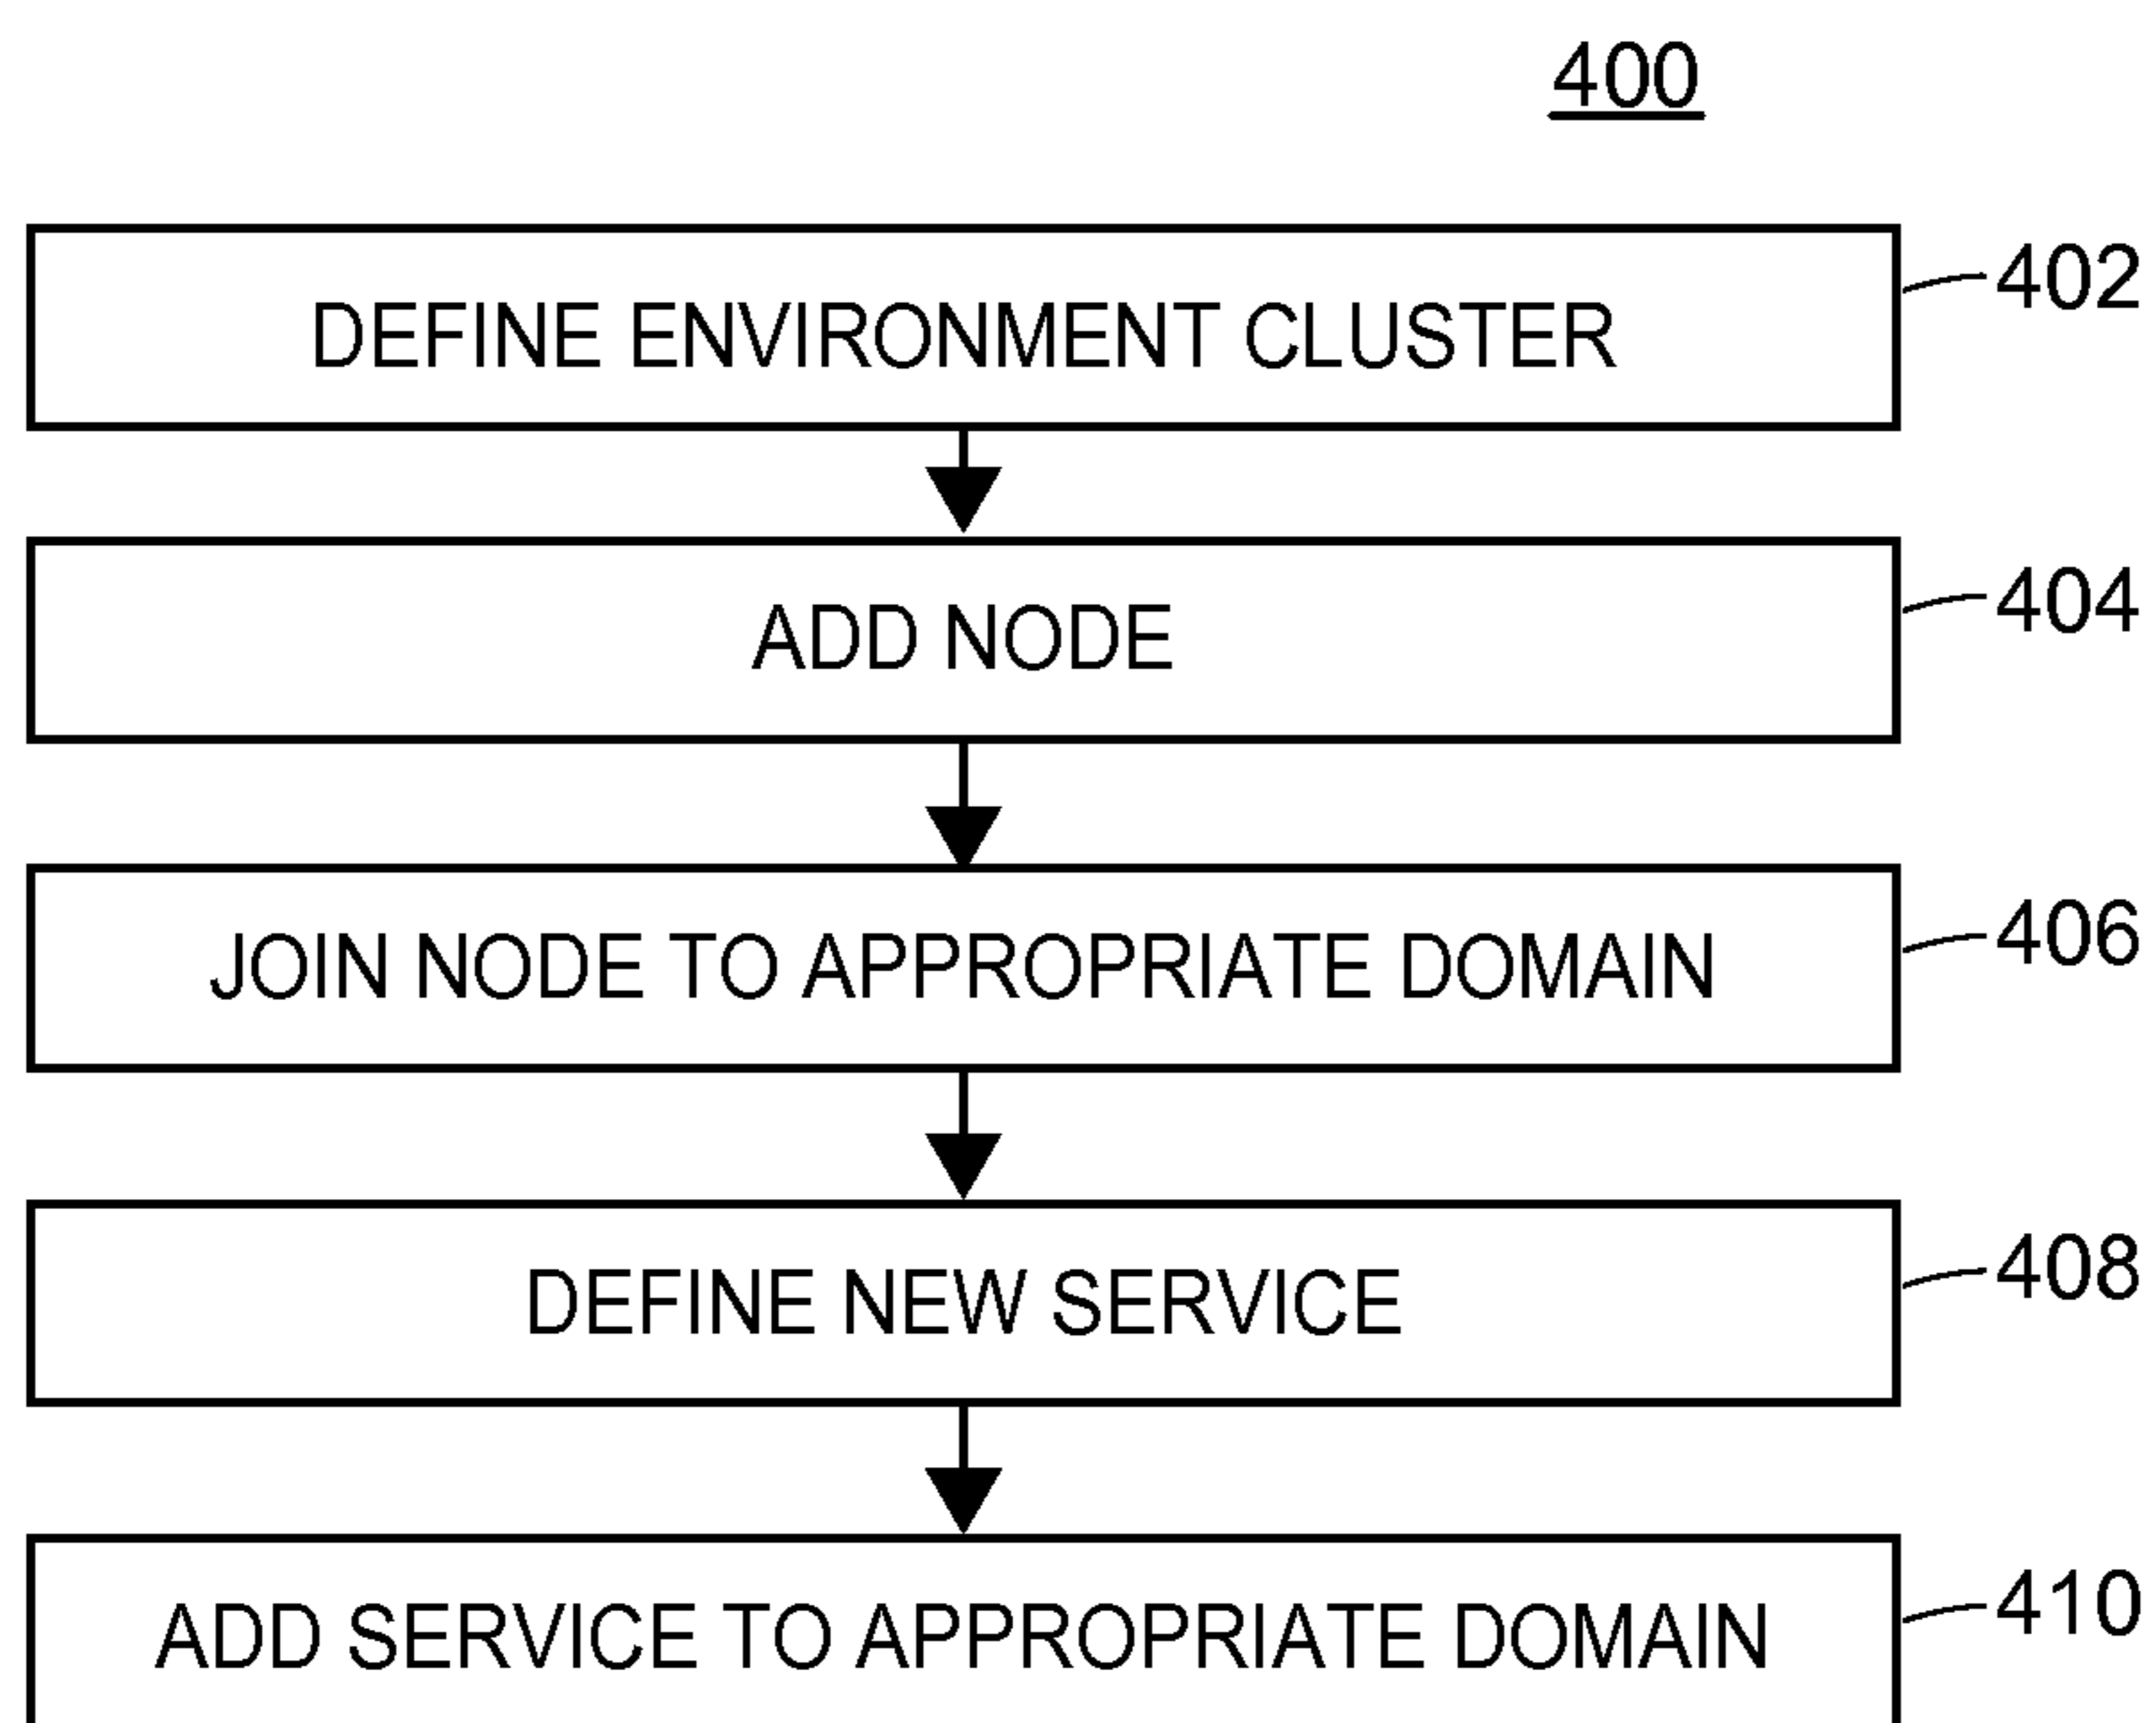 400
DEFINE ENVIRONMENT CLUSTER
402
ADD NODE
404
JOIN NODE TO APPROPRIATE DOMAIN
406
DEFINE NEW SERVICE
408
ADD SERVICE TO APPROPRIATE DOMAIN
410